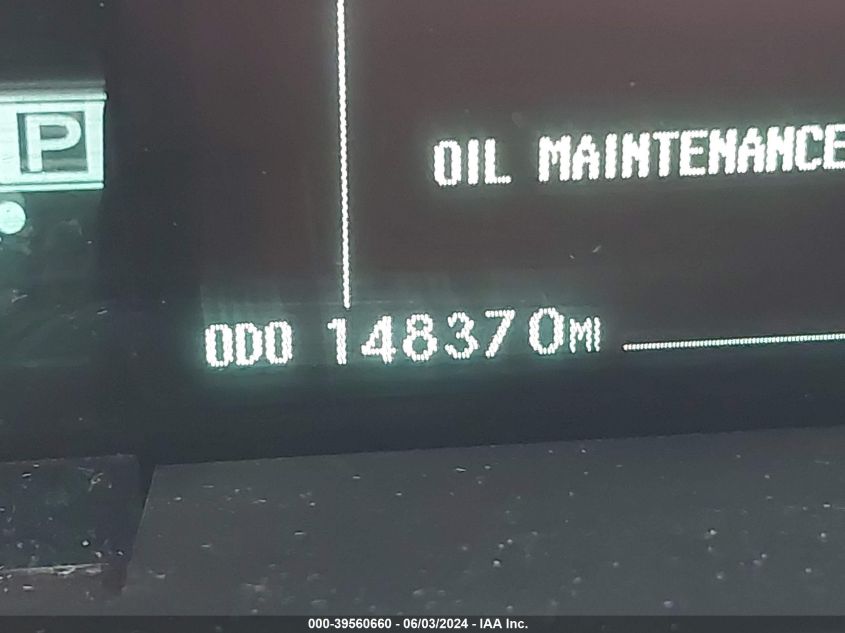 P
OIL MAINTENANCE
ODO 148370MI
000-39560660 - 06/03/2024 - IAA Inc.